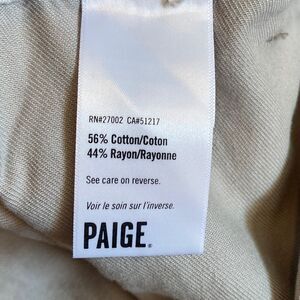 RN#27002 CA#51217
56% Cotton/Coton
44% Rayon/Rayonne
See care on reverse.
Voir le soin sur l'inverse.
PAIGE.